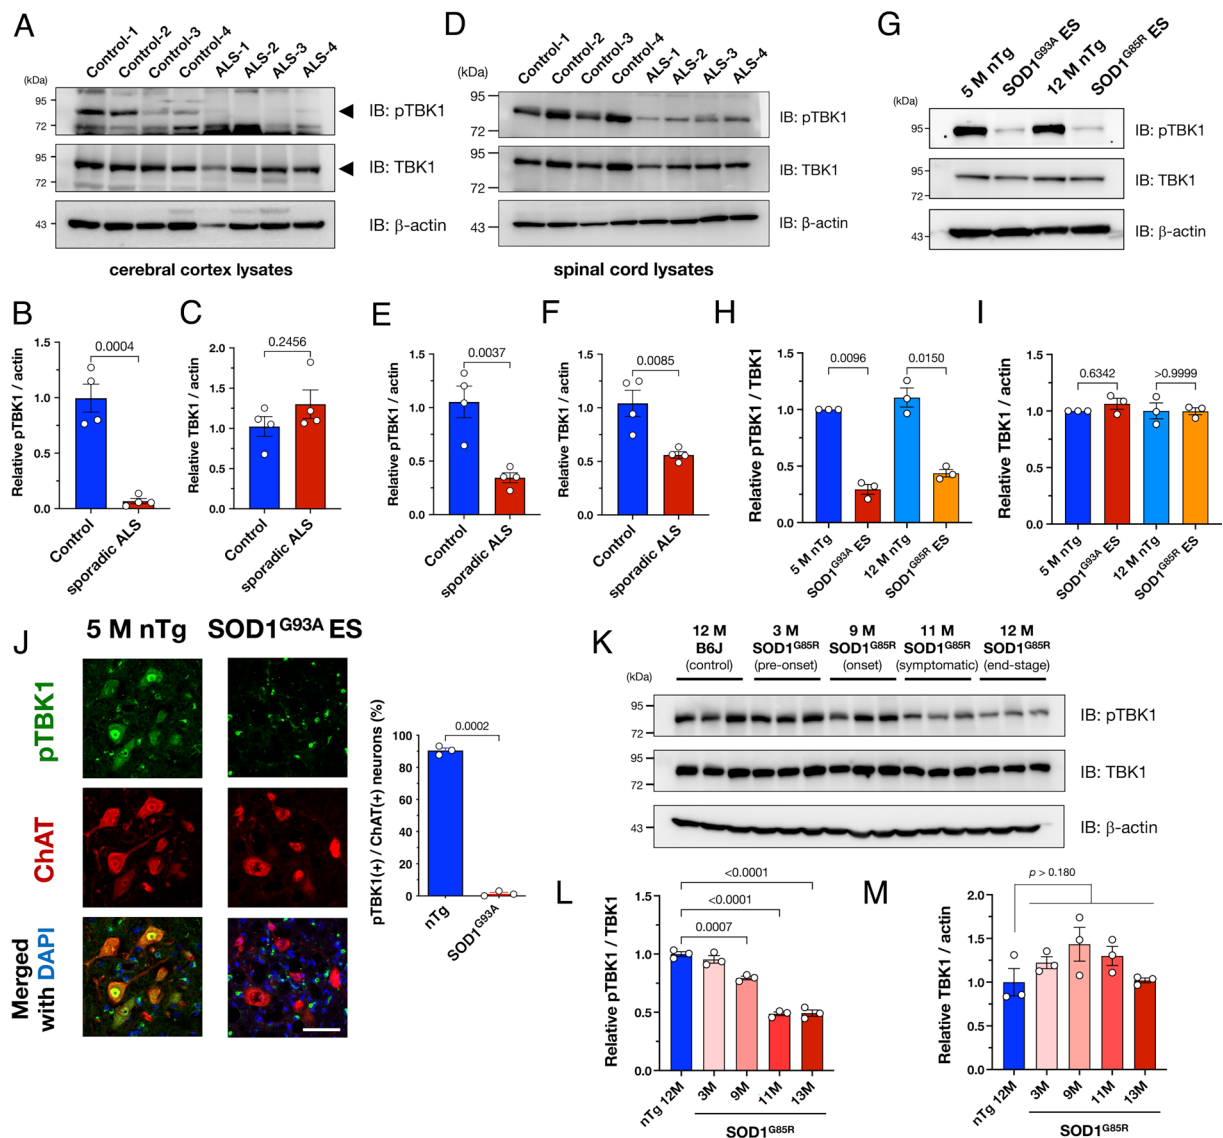 A
Control-1
Control-2
Control-3
Control-4
ALS-1
ALS-2
ALS-3
ALS-4
(kDa)
95
72
IB: pTBK1
95
72
IB: TBK1
43
IB: β-actin
cerebral cortex lysates
D
Control-1
Control-2
Control-3
Control-4
ALS-1
ALS-2
ALS-3
ALS-4
(kDa)
95
72
IB: pTBK1
95
72
IB: TBK1
43
IB: β-actin
spinal cord lysates
G
5 M nTg
SOD1G93A ES
12 M nTg
SOD1G85R ES
(kDa)
95
IB: pTBK1
95
72
IB: TBK1
43
IB: β-actin
B
Relative pTBK1 / actin
1.5
1.0
0.5
0.0
0.0004
Control
sporadic ALS
C
Relative TBK1 / actin
2.0
1.5
1.0
0.5
0.0
0.2456
Control
sporadic ALS
E
Relative pTBK1 / actin
1.5
1.0
0.5
0.0
0.0037
Control
sporadic ALS
F
Relative TBK1 / actin
1.5
1.0
0.5
0.0
0.0085
Control
sporadic ALS
H
Relative pTBK1 / TBK1
1.5
1.0
0.5
0.0
0.0096
0.0150
5 M nTg
SOD1G93A ES
12 M nTg
SOD1G85R ES
I
Relative TBK1 / actin
1.5
1.0
0.5
0.0
0.6342
>0.9999
5 M nTg
SOD1G93A ES
12 M nTg
SOD1G85R ES
J
5 M nTg
SOD1G93A ES
pTBK1
ChAT
Merged
with DAPI
pTBK1(+) / ChAT(+) neurons (%)
100
80
60
40
20
0
0.0002
nTg
SOD1G93A
K
12 M
B6J
(control)
3 M
SOD1G85R
(pre-onset)
9 M
SOD1G85R
(onset)
11 M
SOD1G85R
(symptomatic)
12 M
SOD1G85R
(end-stage)
(kDa)
95
72
IB: pTBK1
95
72
IB: TBK1
43
IB: β-actin
L
Relative pTBK1 / TBK1
1.5
1.0
0.5
0.0
<0.0001
<0.0001
0.0007
nTg 12M
3M
9M
11M
13M
SOD1G85R
M
Relative TBK1 / actin
2.0
1.5
1.0
0.5
0.0
p > 0.180
nTg 12M
3M
9M
11M
13M
SOD1G85R